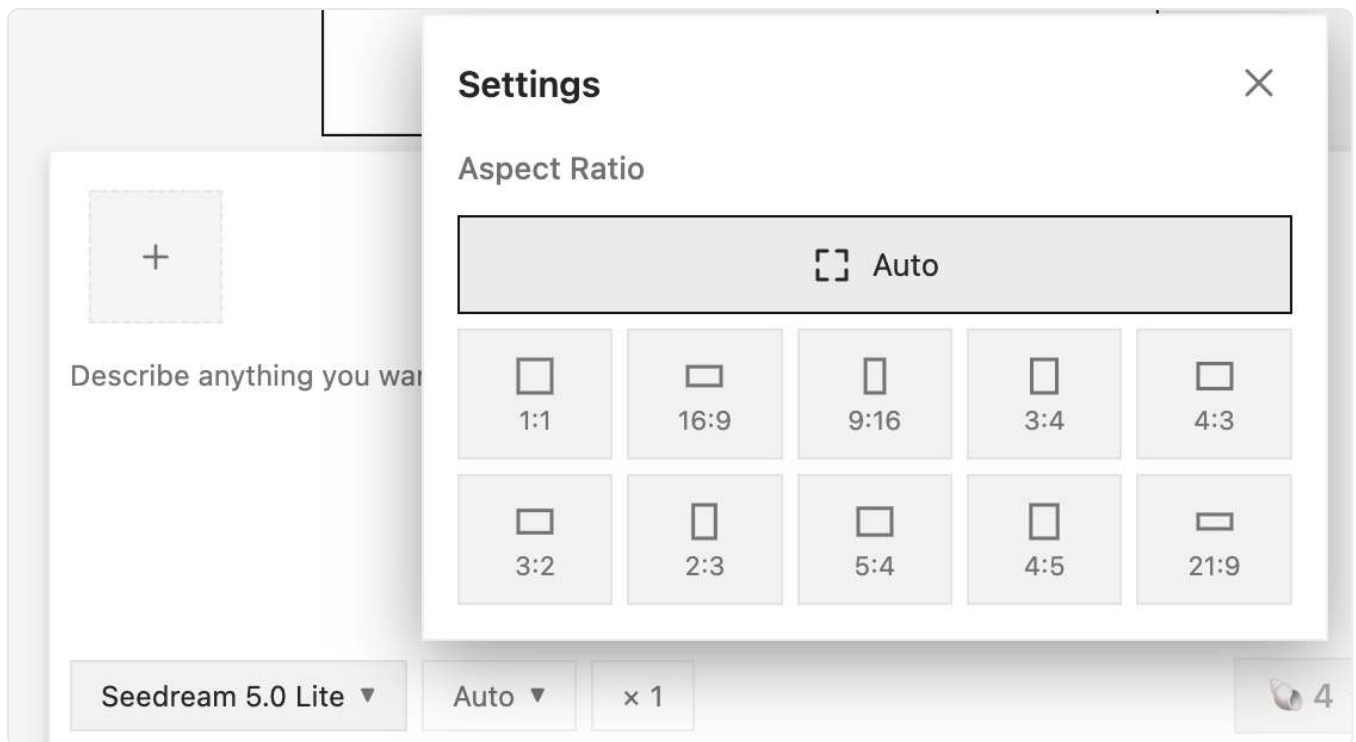 Settings
Aspect Ratio
Auto
1:1
16:9
9:16
3:4
4:3
3:2
2:3
5:4
4:5
21:9
Describe anything you
Seedream 5.0 Lite ▼
Auto ▼
× 1
4